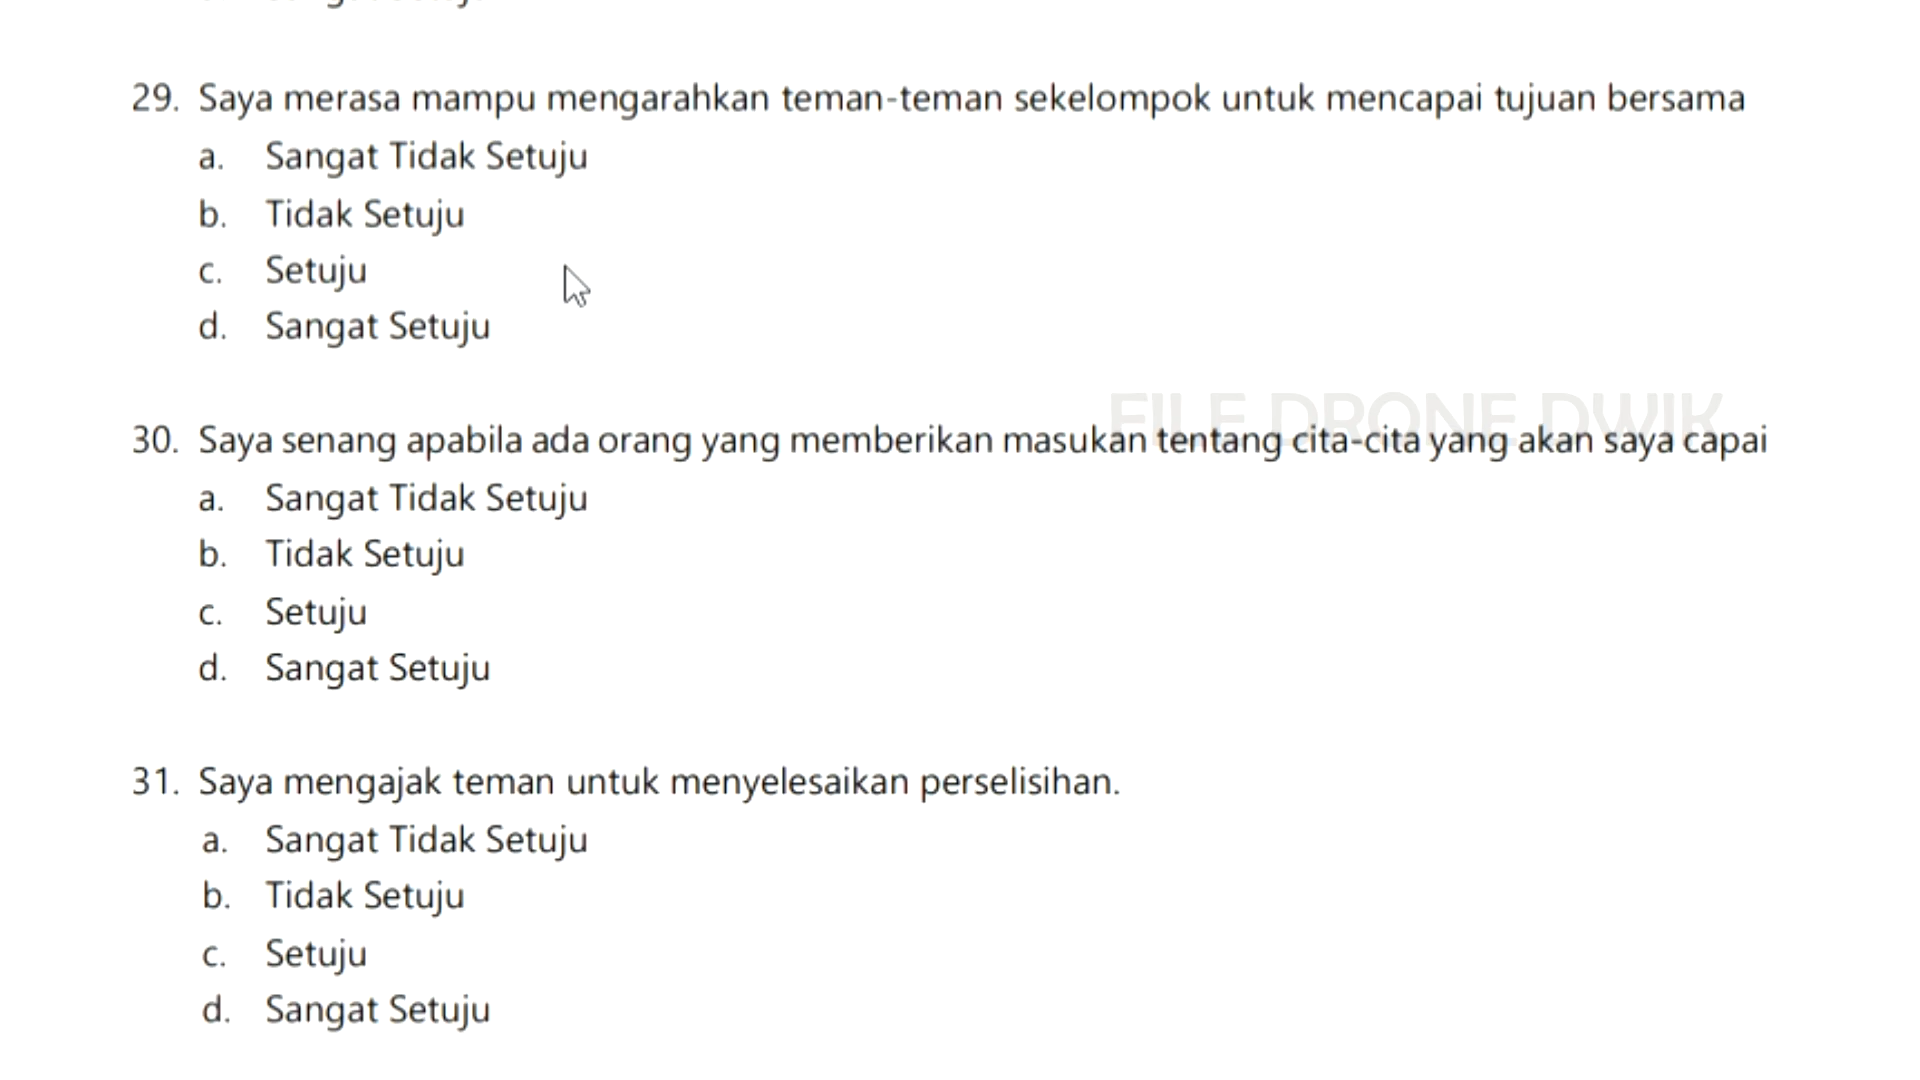 29. Saya merasa mampu mengarahkan teman-teman sekelompok untuk mencapai tujuan bersama
a. Sangat Tidak Setuju
b. Tidak Setuju
c. Setuju
d. Sangat Setuju
FILE DRONE DWIK
30. Saya senang apabila ada orang yang memberikan masukan tentang cita-cita yang akan saya capai
a. Sangat Tidak Setuju
b. Tidak Setuju
c. Setuju
d. Sangat Setuju
31. Saya mengajak teman untuk menyelesaikan perselisihan.
a. Sangat Tidak Setuju
b. Tidak Setuju
c. Setuju
d. Sangat Setuju